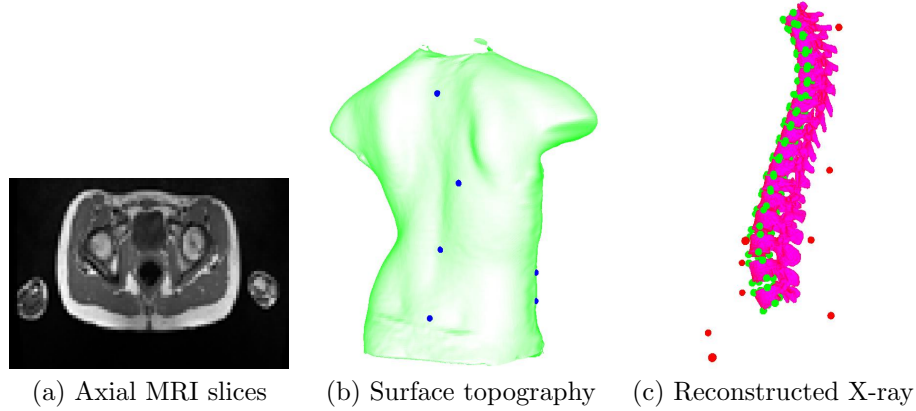 (a) Axial MRI slices
(b) Surface topography
(c) Reconstructed X-ray